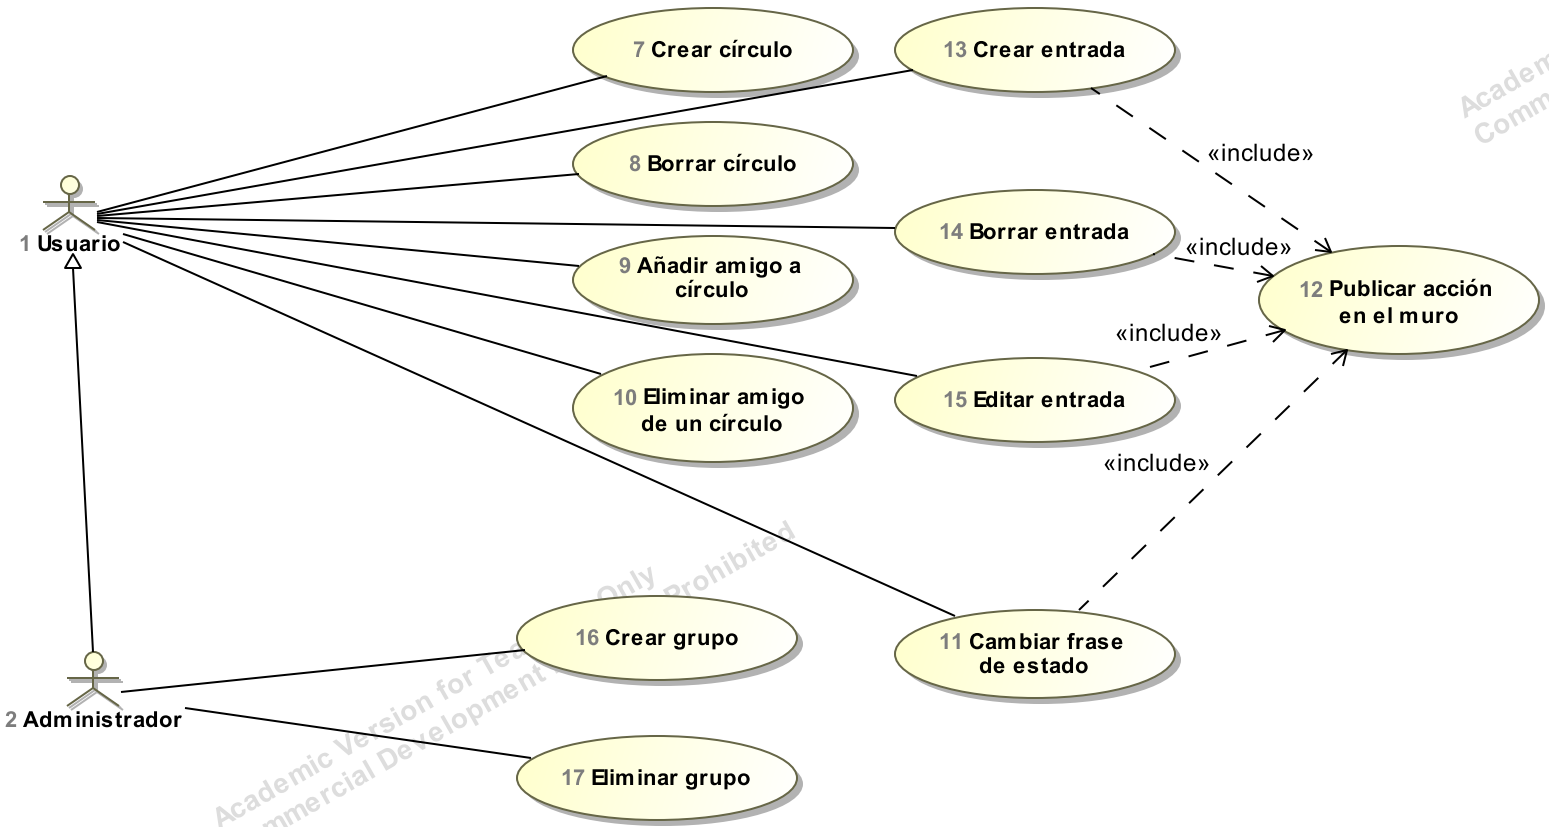 7 Crear círculo
13 Crear entrada
Academ
Comm
«include»
8 Borrar círculo
14 Borrar entrada
«include»
1 Usuario
9 Añadir amigo a
círculo
12 Publicar acción
en el muro
«include»
10 Eliminar amigo
de un círculo
15 Editar entrada
«include»
16 Crear grupo
11 Cambiar frase
de estado
2 Administrador
17 Eliminar grupo
Academic Version for Tea Only
mmercial Development Prohibited